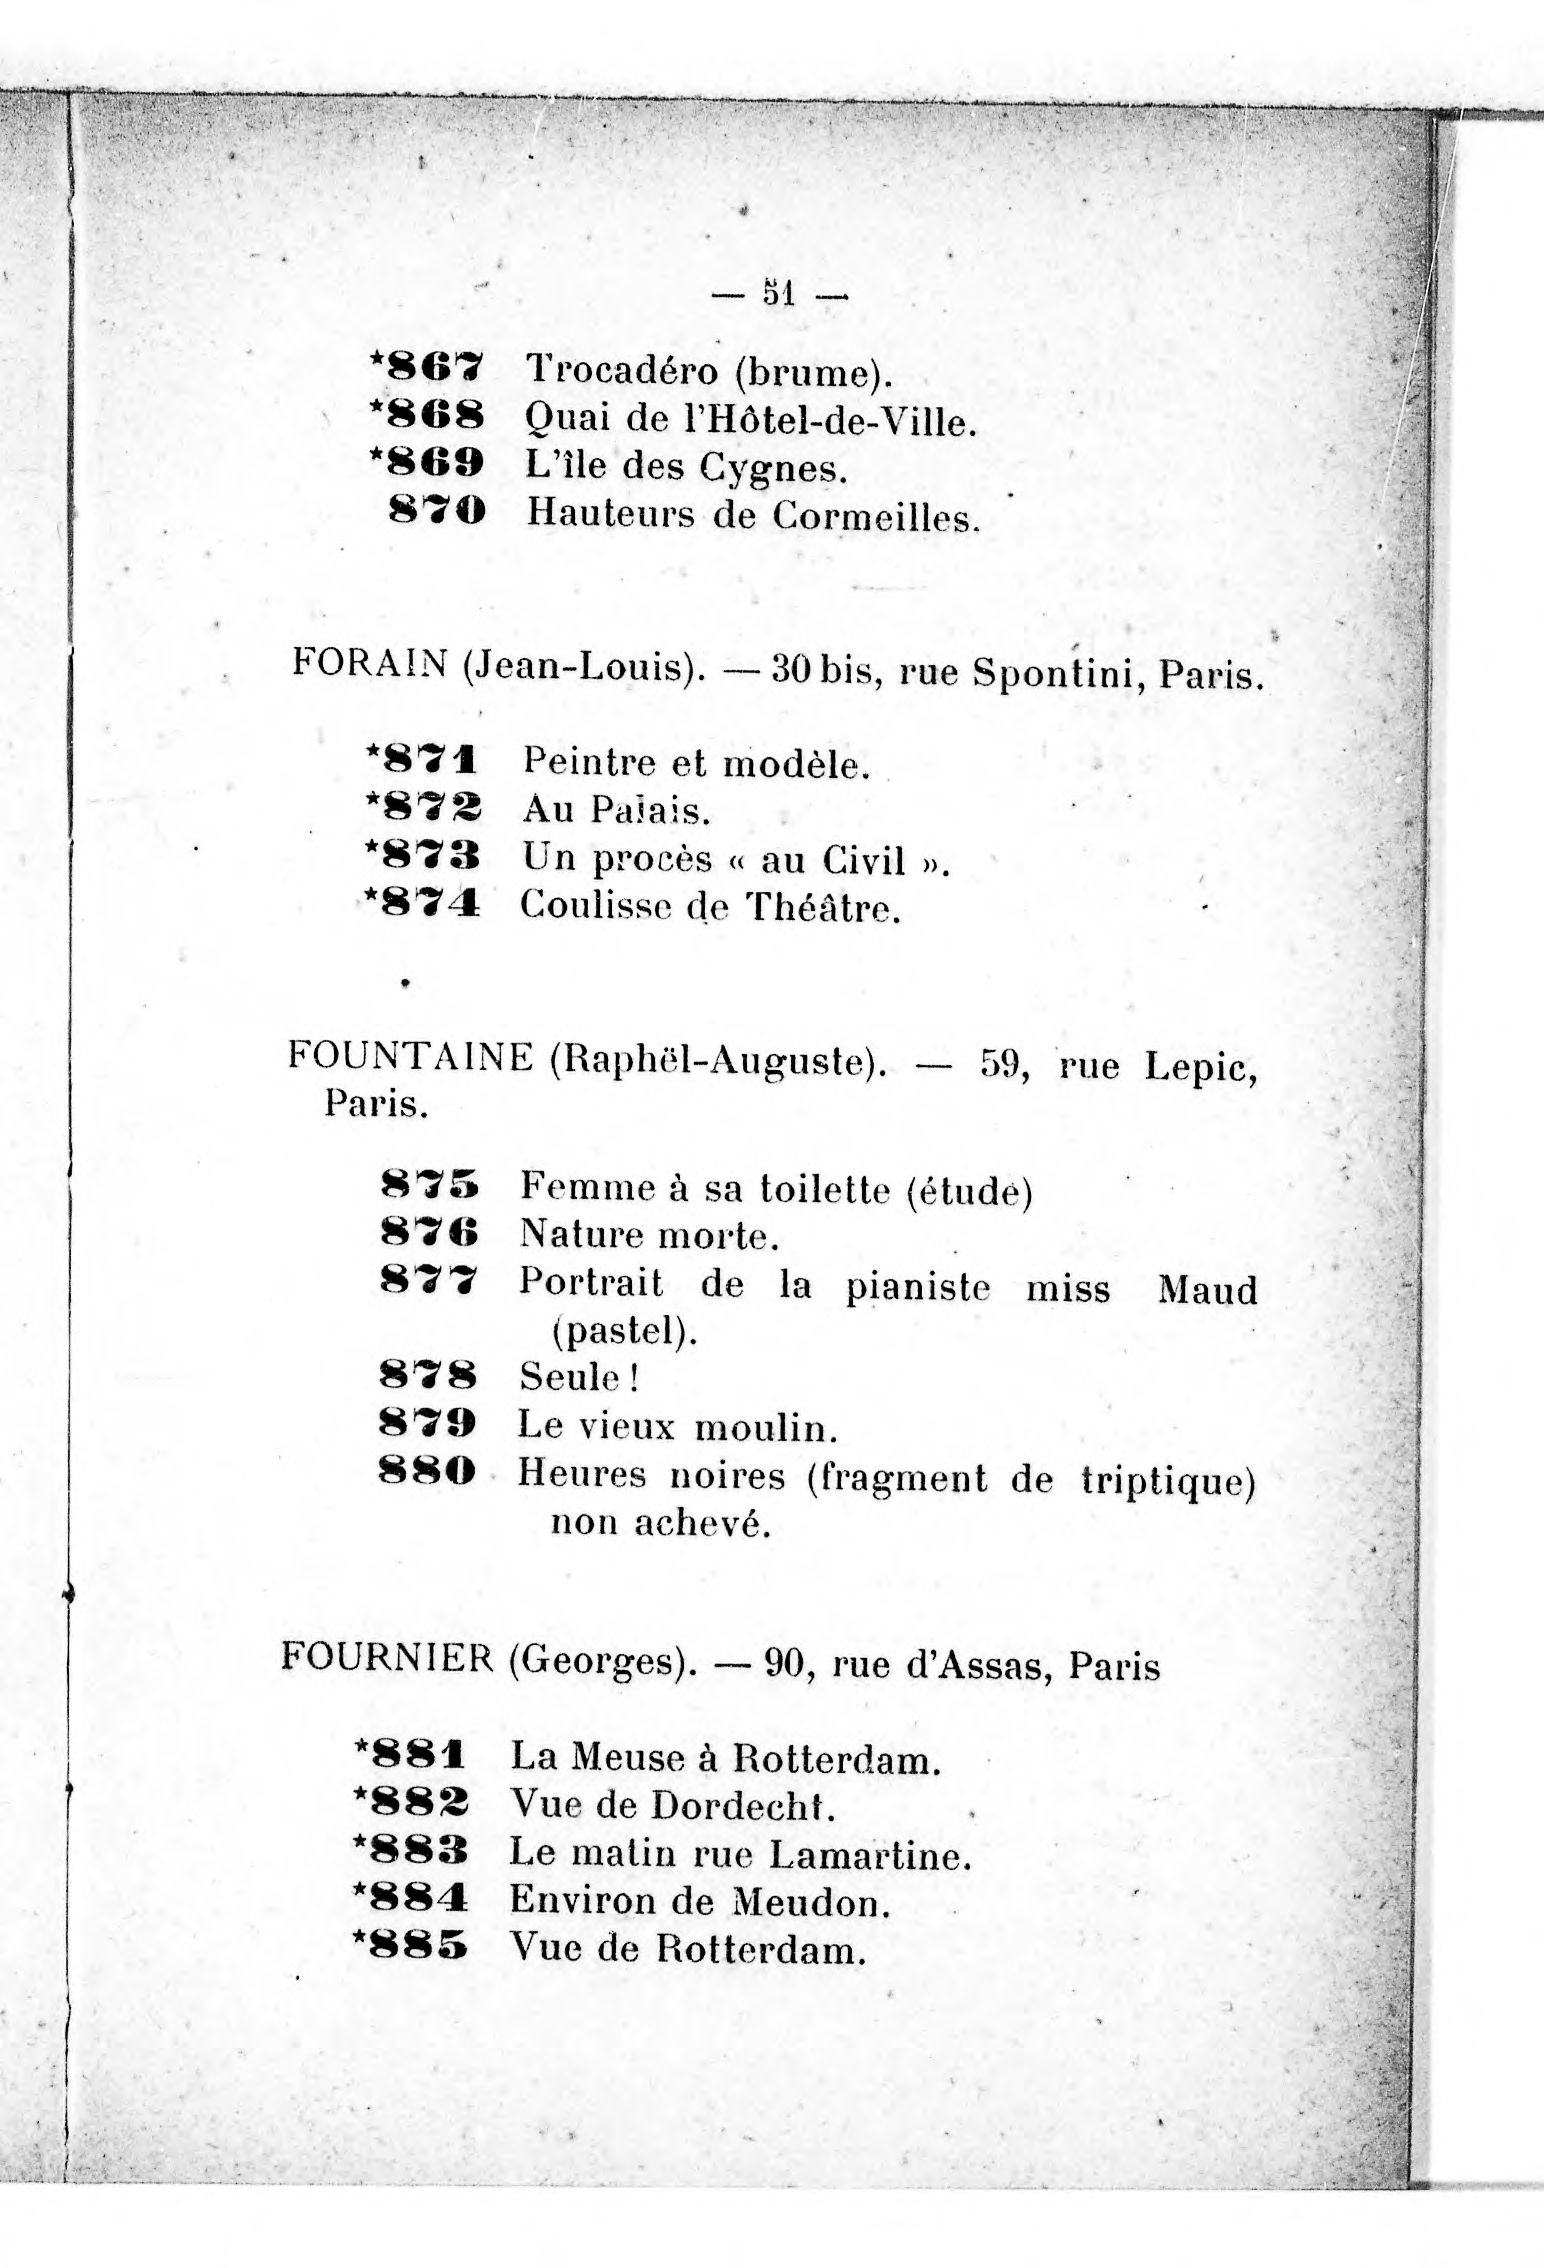 — 51 —
*867 Trocadéro (brume).
*868 Quai de l'Hôtel-de-Ville.
*869 L'île des Cygnes.
870 Hauteurs de Cormeilles.
FORAIN (Jean-Louis). — 30 bis, rue Spontini, Paris.
*871 Peintre et modèle.
*872 Au Palais.
*873 Un procès « au Civil ».
*874 Coulisse de Théâtre.
FOUNTAINE (Raphël-Auguste). — 59, rue Lepic,
Paris.
875 Femme à sa toilette (étude)
876 Nature morte.
877 Portrait de la pianiste miss Maud
(pastel).
878 Seule !
879 Le vieux moulin.
880 Heures noires (fragment de triptique)
non achevé.
FOURNIER (Georges). — 90, rue d'Assas, Paris
*881 La Meuse à Rotterdam.
*882 Vue de Dordecht.
*883 Le matin rue Lamartine.
*884 Environ de Meudon.
*885 Vue de Rotterdam.